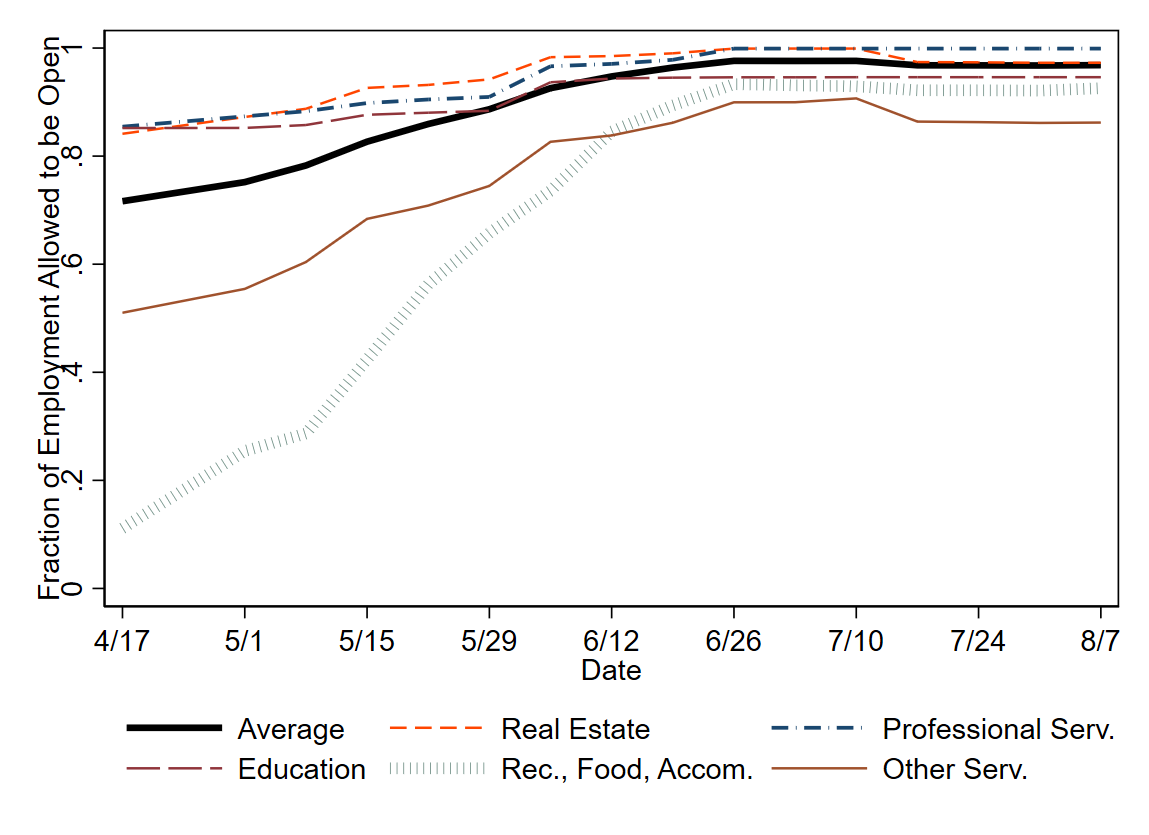 Fraction of Employment Allowed to be Open
1
.8
.6
.4
.2
0
4/17 5/1 5/15 5/29 6/12 6/26 7/10 7/24 8/7
Date
Average Real Estate Professional Serv.
Education Rec., Food, Accom. Other Serv.